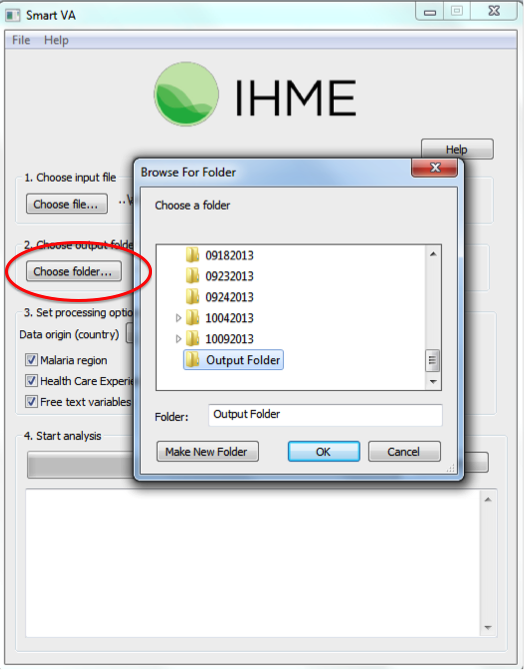 Smart VA
File Help
IHME
Help
1. Choose input file
Choose file...
Browse For Folder
Choose a folder
2. Choose output folde
Choose folder...
09182013
09232013
09242013
10042013
10092013
Output Folder
3. Set processing optio
Data origin (country)
Malaria region
Health Care Experie
Free text variables
Folder: Output Folder
Make New Folder OK Cancel
4. Start analysis